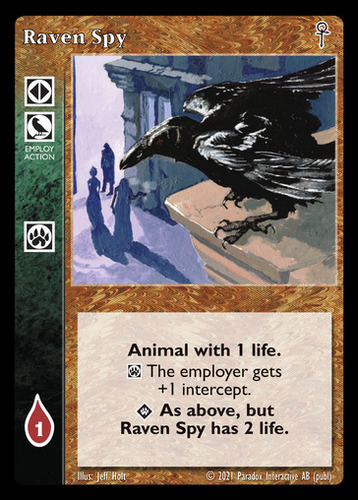 Raven Spy
EMPLOY
ACTION
Animal with 1 life.
The employer gets
+1 intercept.
As above, but
Raven Spy has 2 life.
1
Illus: Jeff Holt
© 2021 Paradox Interactive AB (publ)